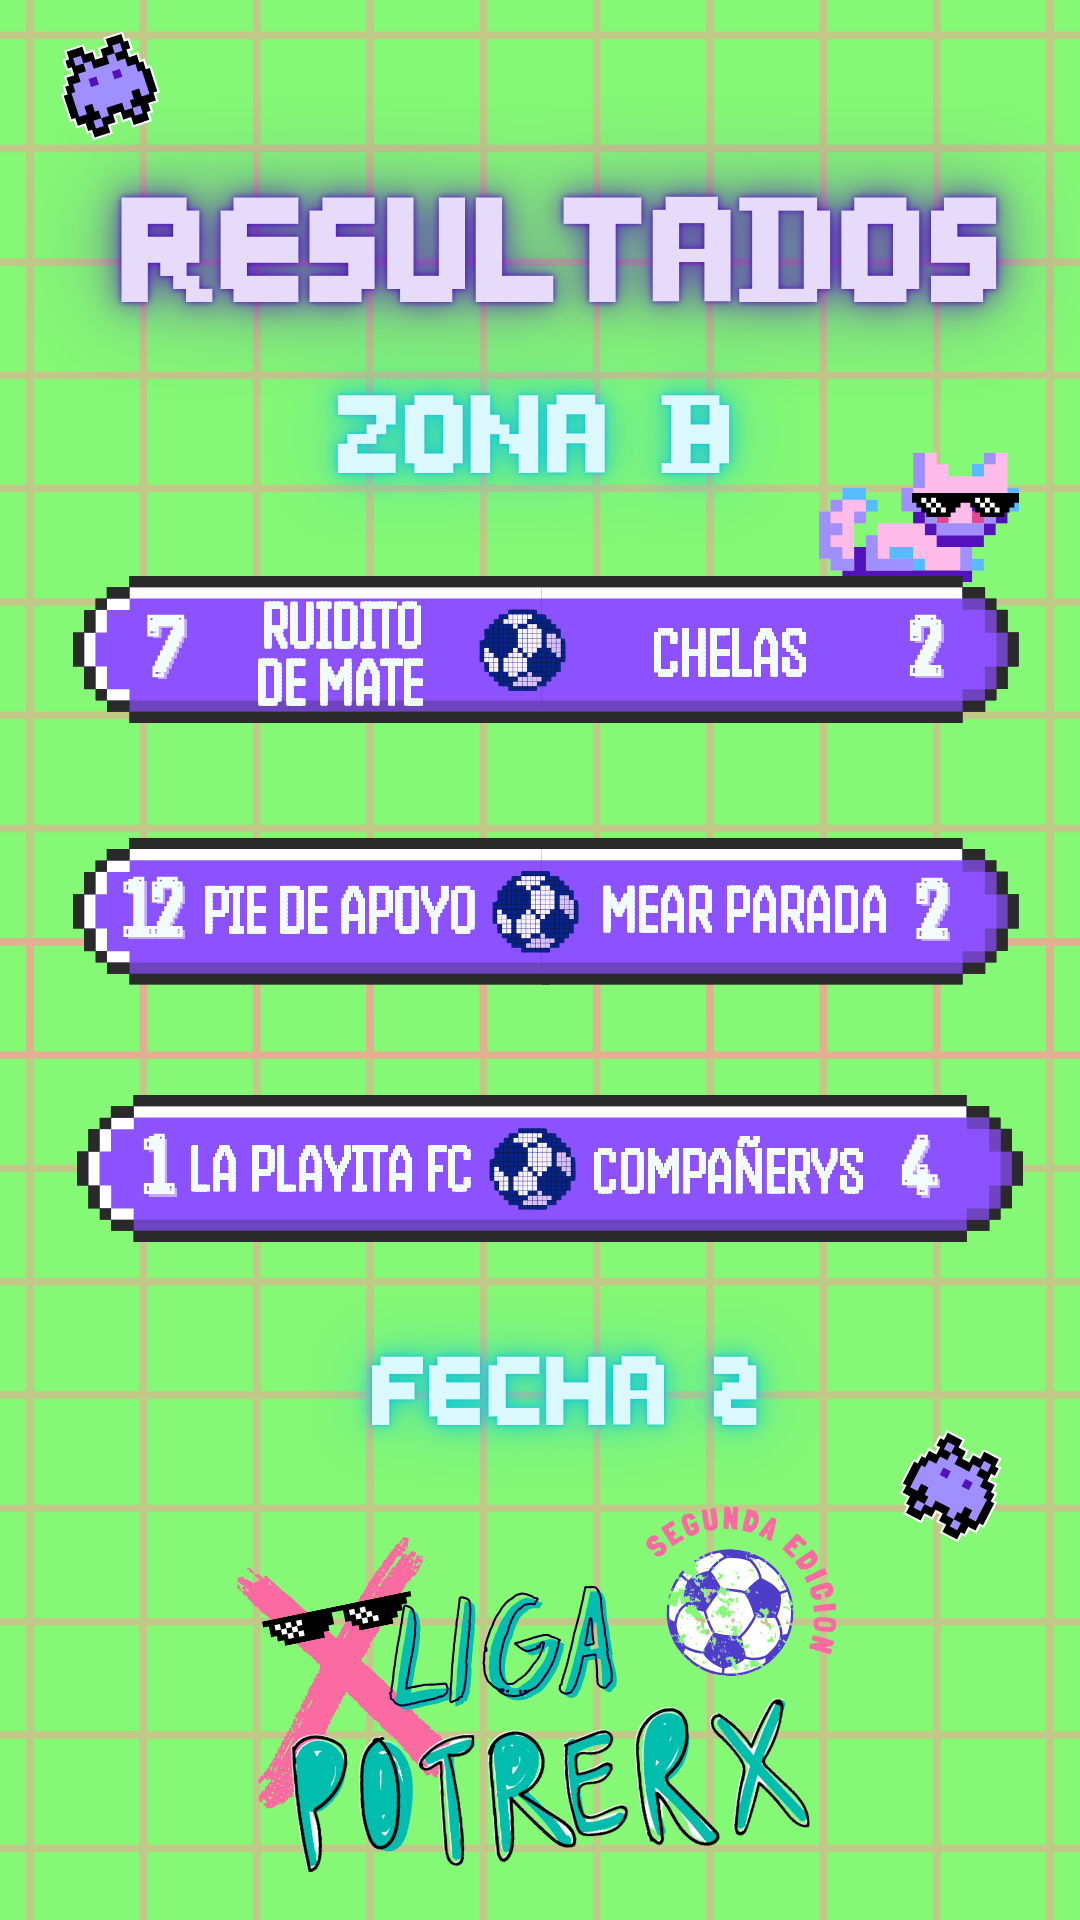 RESULTADOS
ZONA B
7 RUIDITO DE MATE CHELAS 2
12 PIE DE APOYO MEAR PARADA 2
1 LA PLAYITA FC COMPAÑERYS 4
FECHA 2
SEGUNDA EDICION
X LIGA
POTRERX